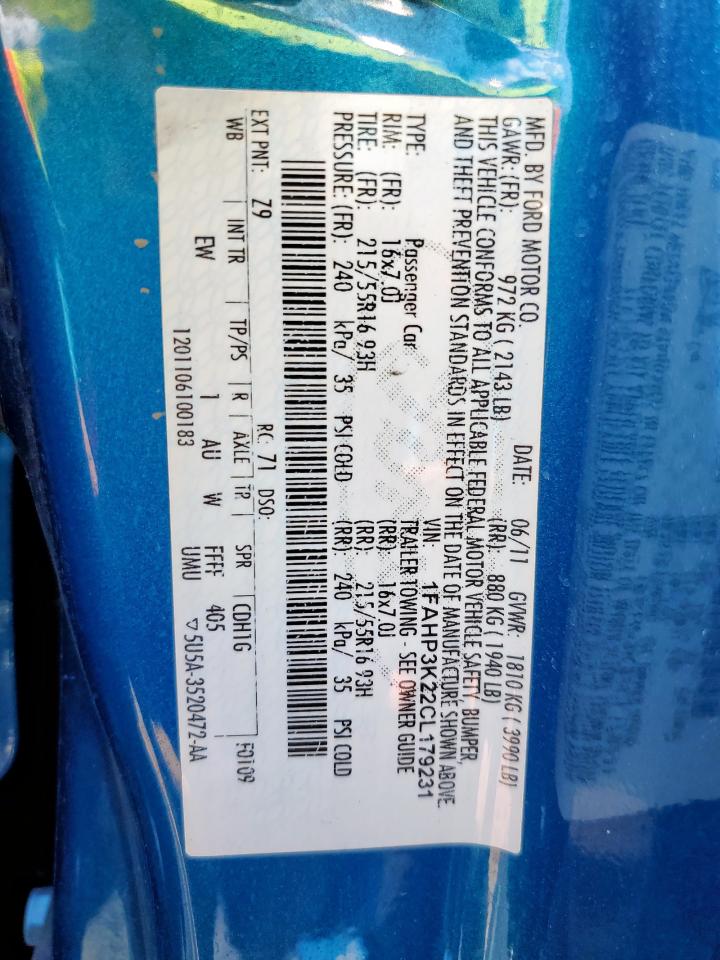 MFD. BY FORD MOTOR CO. DATE: 06/11 GVWR: 1810 KG ( 3990 LB)
GAWR: (FR): 972 KG ( 2143 LB) (RR): 880 KG ( 1940 LB)
THIS VEHICLE CONFORMS TO ALL APPLICABLE FEDERAL MOTOR VEHICLE SAFETY, BUMPER,
AND THEFT PREVENTION STANDARDS IN EFFECT ON THE DATE OF MANUFACTURE SHOWN ABOVE.
VIN: 1FAHP3K22CL179231
TYPE: Passenger Car TRAILER TOWING - SEE OWNER GUIDE
RIM: (FR): 16x7.0J (RR): 16x7.0J
TIRE: (FR): 215/55R16 93H (RR): 215/55R16 93H
PRESSURE: (FR): 240 kPa/ 35 PSI COLD (RR): 240 kPa/ 35 PSI COLD
EXT PNT: Z9 RC: 71 DSO: F0109
WB INT TR TP/PS R AXLE TR SPR CDH1G
EW 1 AU W FFFF 405
1201106100183 UMU ▽5U5A-3520472-AA